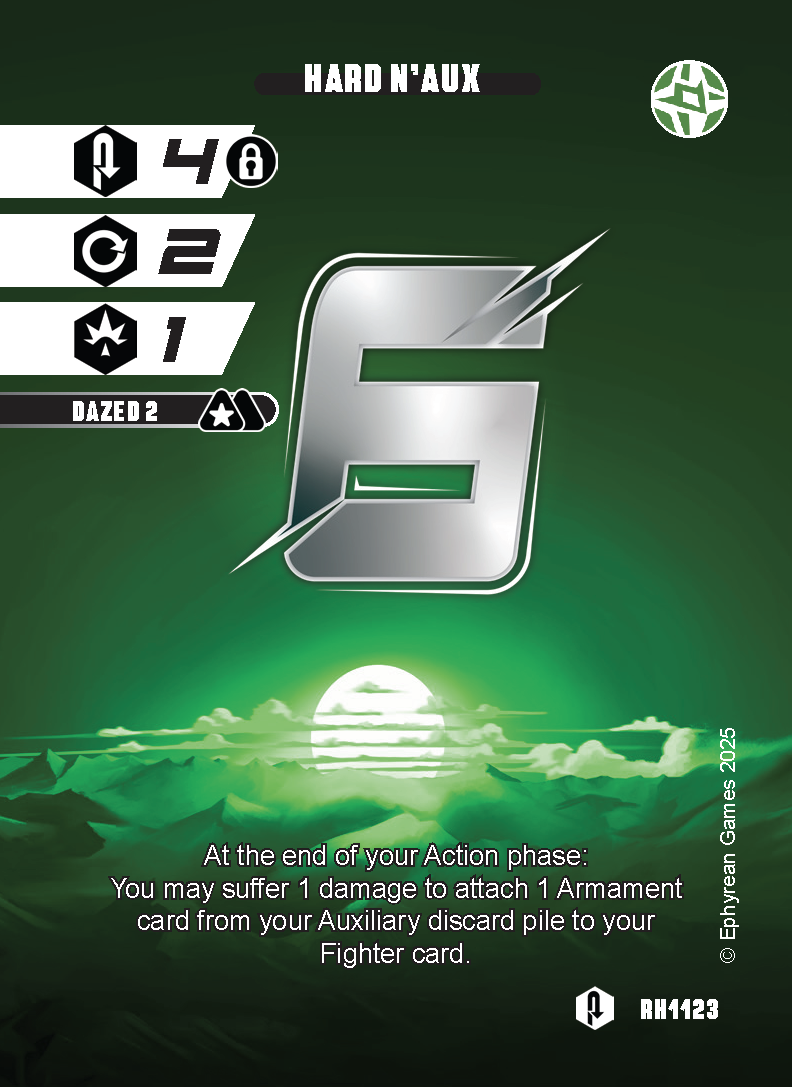 HARD N'AUX
4
2
1
DAZED 2
6
At the end of your Action phase:
You may suffer 1 damage to attach 1 Armament
card from your Auxiliary discard pile to your
Fighter card.
© Ephyrean Games 2025
RH1123